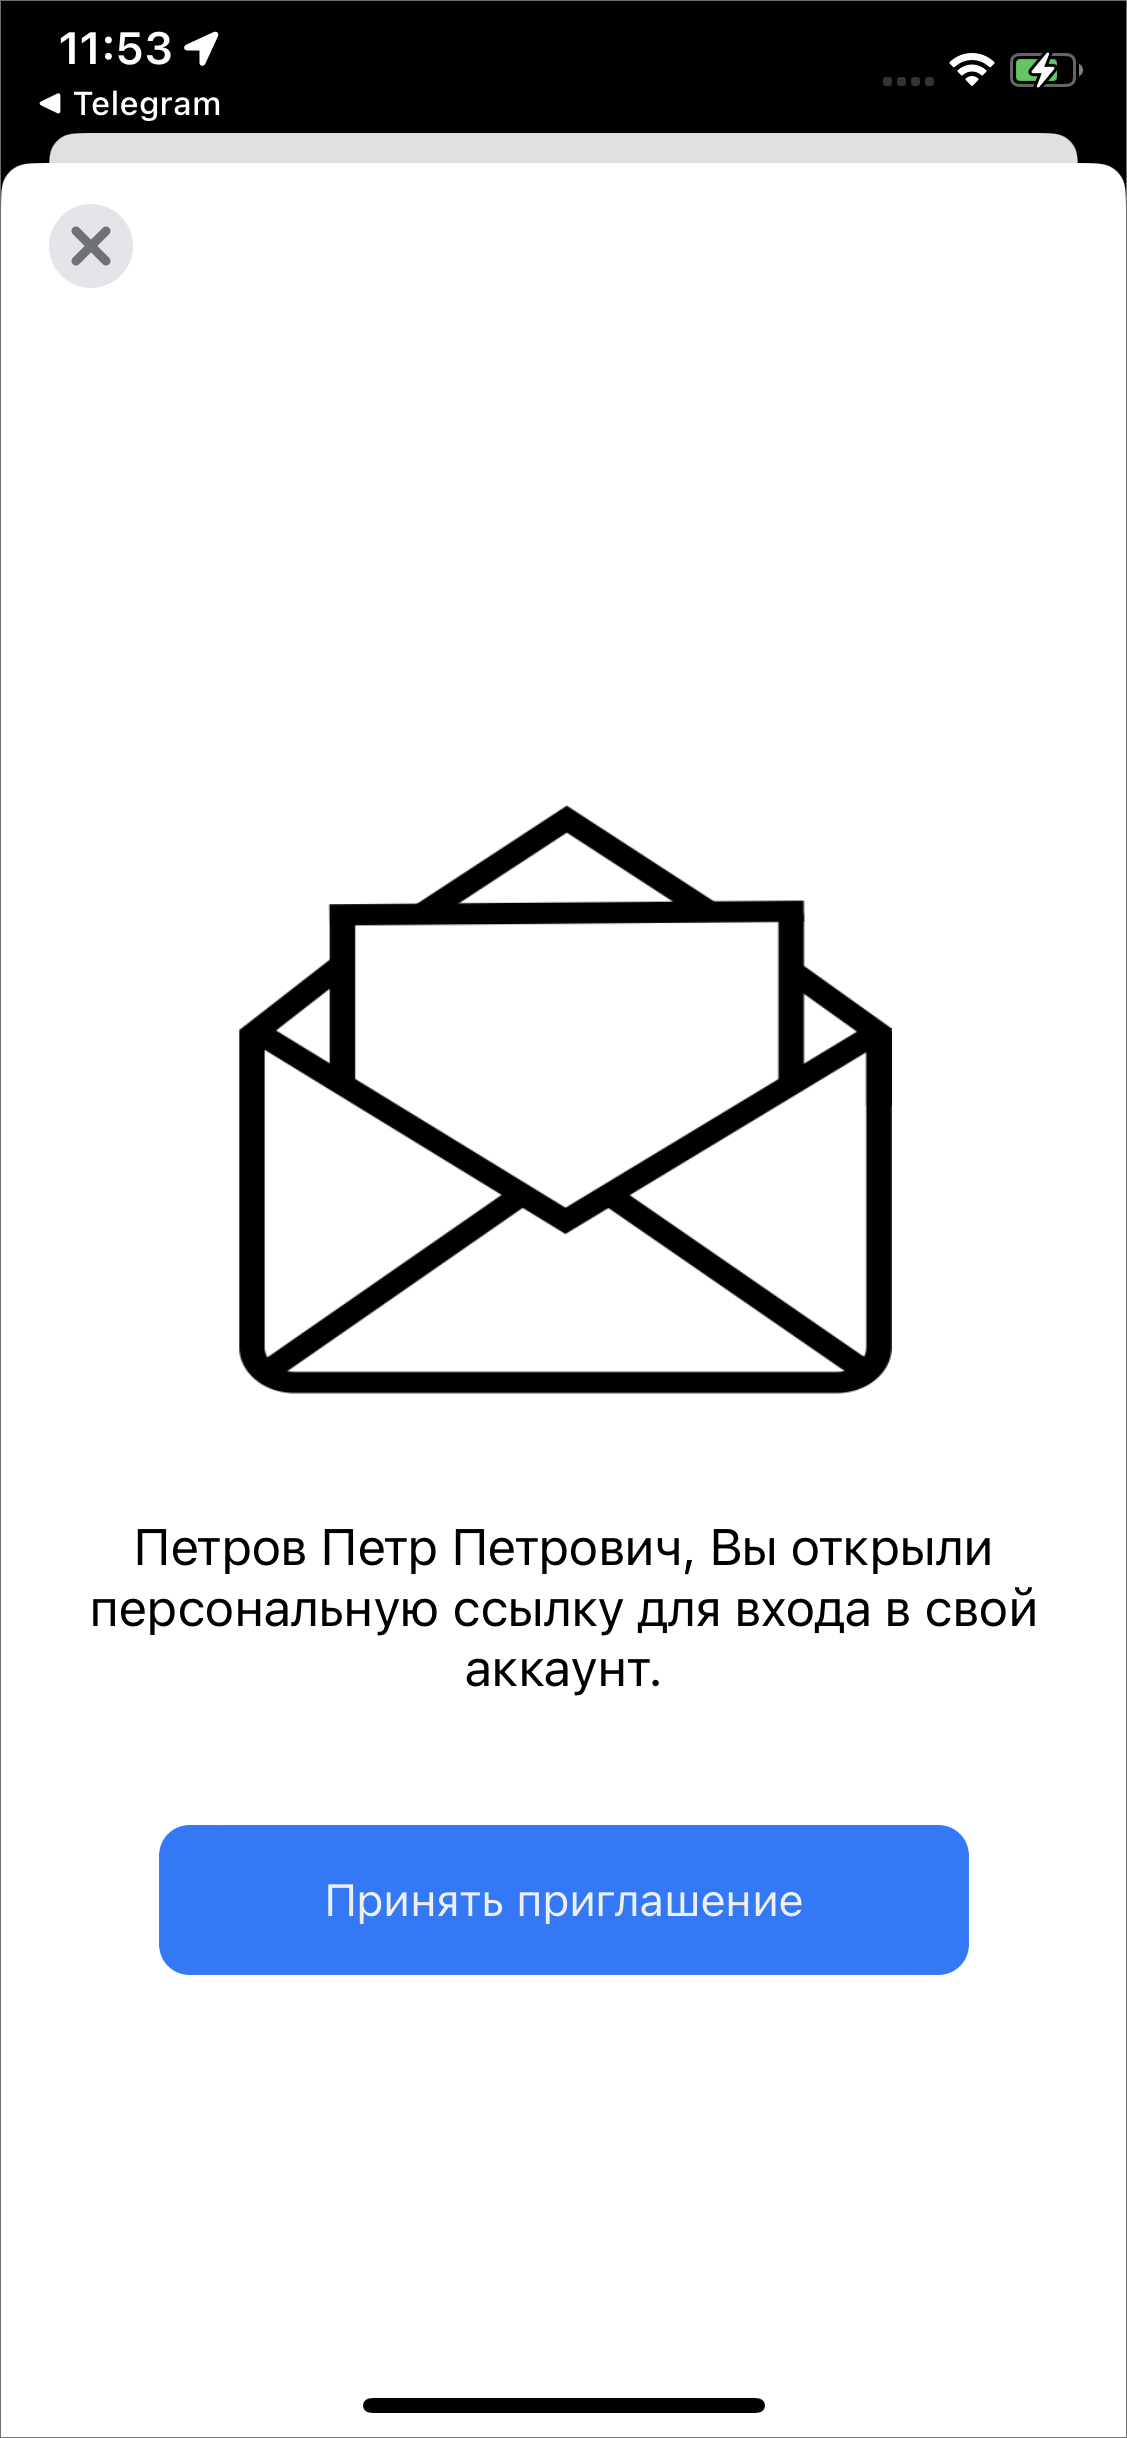 11:53
Telegram
Петров Петр Петрович, Вы открыли
персональную ссылку для входа в свой
аккаунт.
Принять приглашение